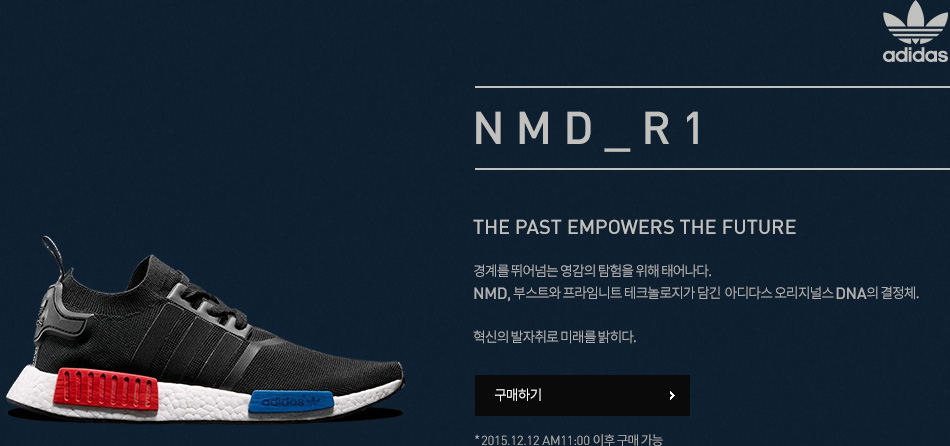 adidas
NMD_R1
THE PAST EMPOWERS THE FUTURE
경계를 뛰어넘는 영감의 탐험을 위해 태어나다.
NMD, 부스트와 프라임니트 테크놀로지가 담긴 아디다스 오리지널스 DNA의 결정체.
혁신의 발자취로 미래를 밝히다.
adidas
구매하기
* 2015.12.12 AM11:00 이후 구매 가능